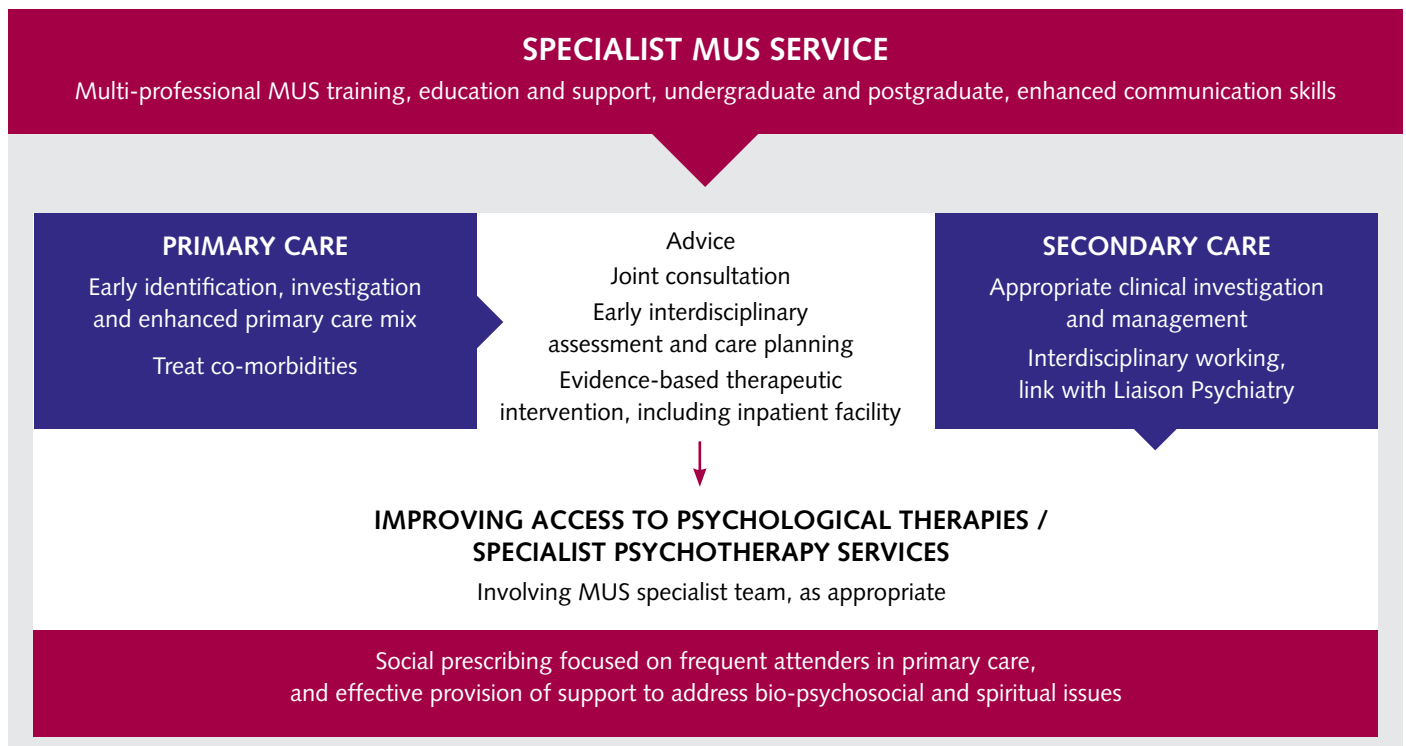 SPECIALIST MUS SERVICE
Multi-professional MUS training, education and support, undergraduate and postgraduate, enhanced communication skills
PRIMARY CARE
Early identification, investigation
and enhanced primary care mix
Treat co-morbidities
Advice
Joint consultation
Early interdisciplinary
assessment and care planning
Evidence-based therapeutic
intervention, including inpatient facility
SECONDARY CARE
Appropriate clinical investigation
and management
Interdisciplinary working,
link with Liaison Psychiatry
IMPROVING ACCESS TO PSYCHOLOGICAL THERAPIES /
SPECIALIST PSYCHOTHERAPY SERVICES
Involving MUS specialist team, as appropriate
Social prescribing focused on frequent attenders in primary care,
and effective provision of support to address bio-psychosocial and spiritual issues